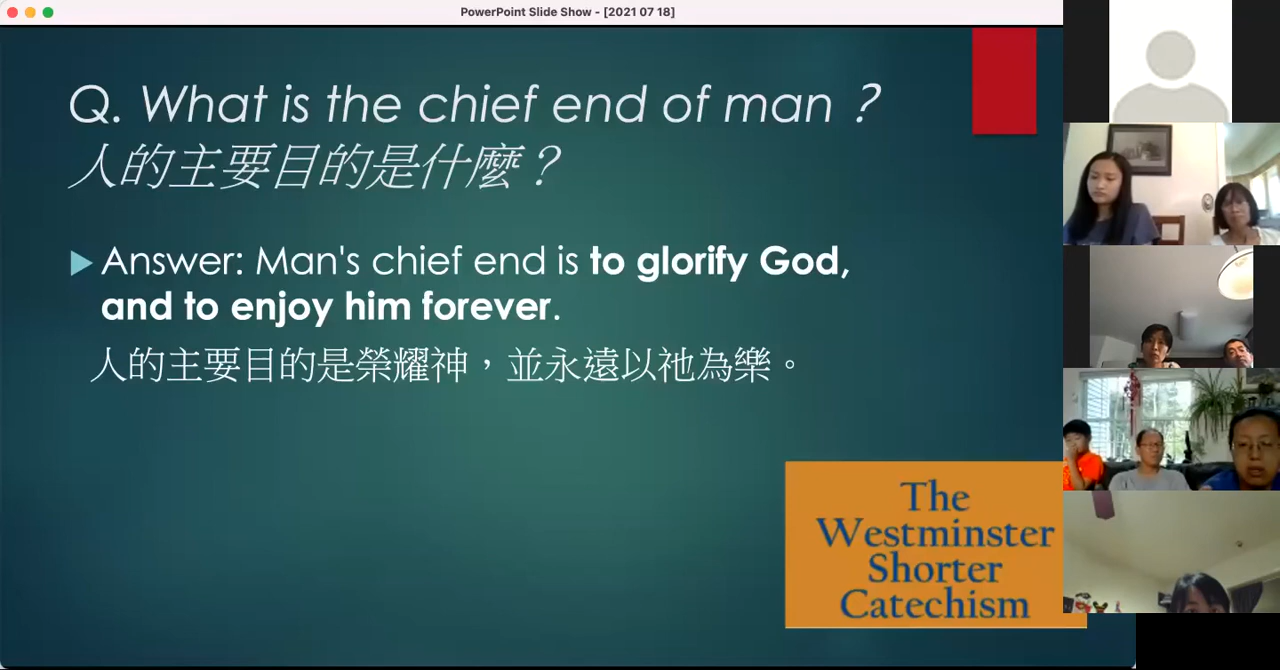 PowerPoint Slide Show - [2021 07 18]
Q. What is the chief end of man ?
人的主要目的是什麼？
Answer: Man's chief end is to glorify God,
and to enjoy him forever.
人的主要目的是榮耀神，並永遠以祂為樂。
The
Westminster
Shorter
Catechism